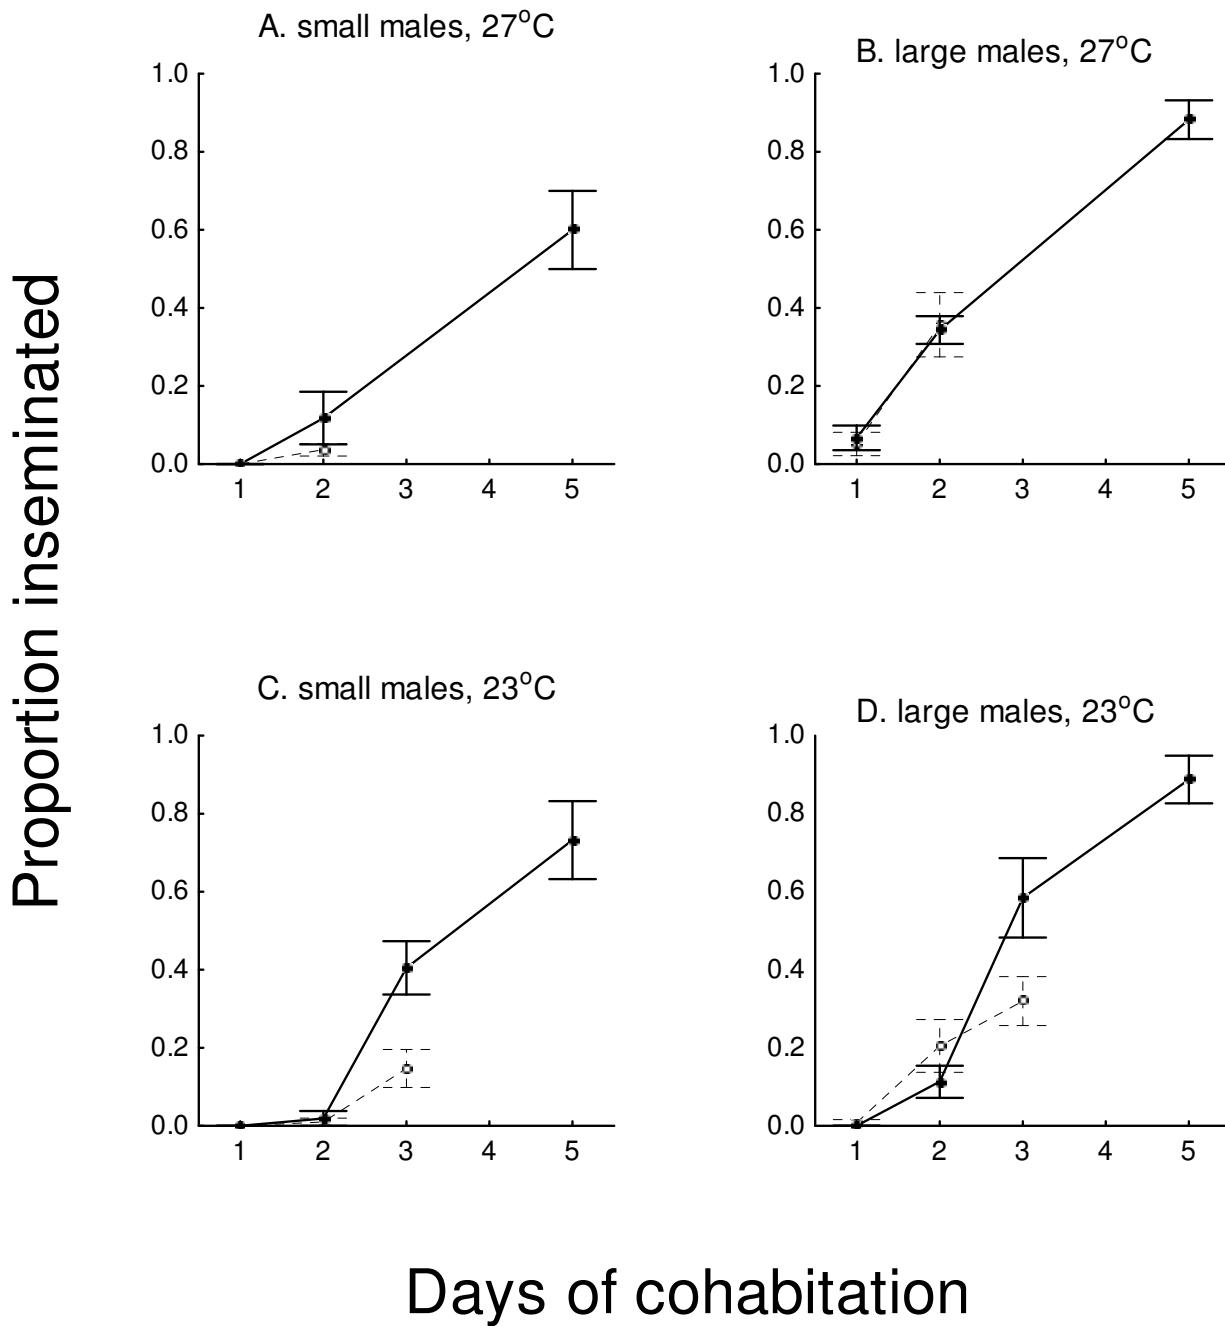 A. small males, 27°C
1.0
0.8
0.6
0.4
0.2
0.0
1 2 3 4 5
B. large males, 27°C
1.0
0.8
0.6
0.4
0.2
0.0
1 2 3 4 5
Proportion inseminated
C. small males, 23°C
1.0
0.8
0.6
0.4
0.2
0.0
1 2 3 4 5
D. large males, 23°C
1.0
0.8
0.6
0.4
0.2
0.0
1 2 3 4 5
Days of cohabitation